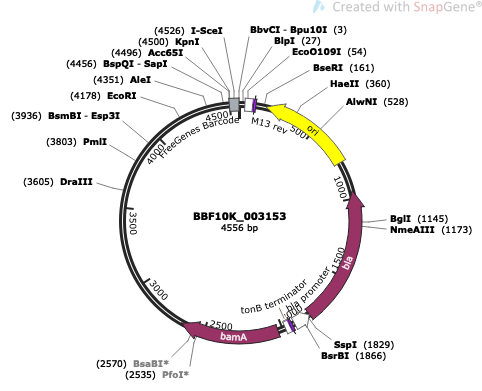 Created with SnapGene®
(4526) I-SceI
(4500) KpnI
(4496) Acc65I
(4456) BspQI - SapI
(4351) AleI
(4178) EcoRI
(3936) BsmBI - Esp3I
(3803) PmlI
(3605) DraIII
BbvCI - Bpu10I (3)
BlpI (27)
EcoO109I (54)
BseRI (161)
HaeII (360)
AlwNI (528)
FreeGenes Barcode
M13 rev
ori
4500
500
4000
1000
3500
BBF10K_003153
4556 bp
BglI (1145)
NmeAIII (1173)
bla
1500
3000
tonB terminator
bla promoter
2500
bamA
SspI (1829)
BsrBI (1866)
(2570) BsaBI*
(2535) PfoI*